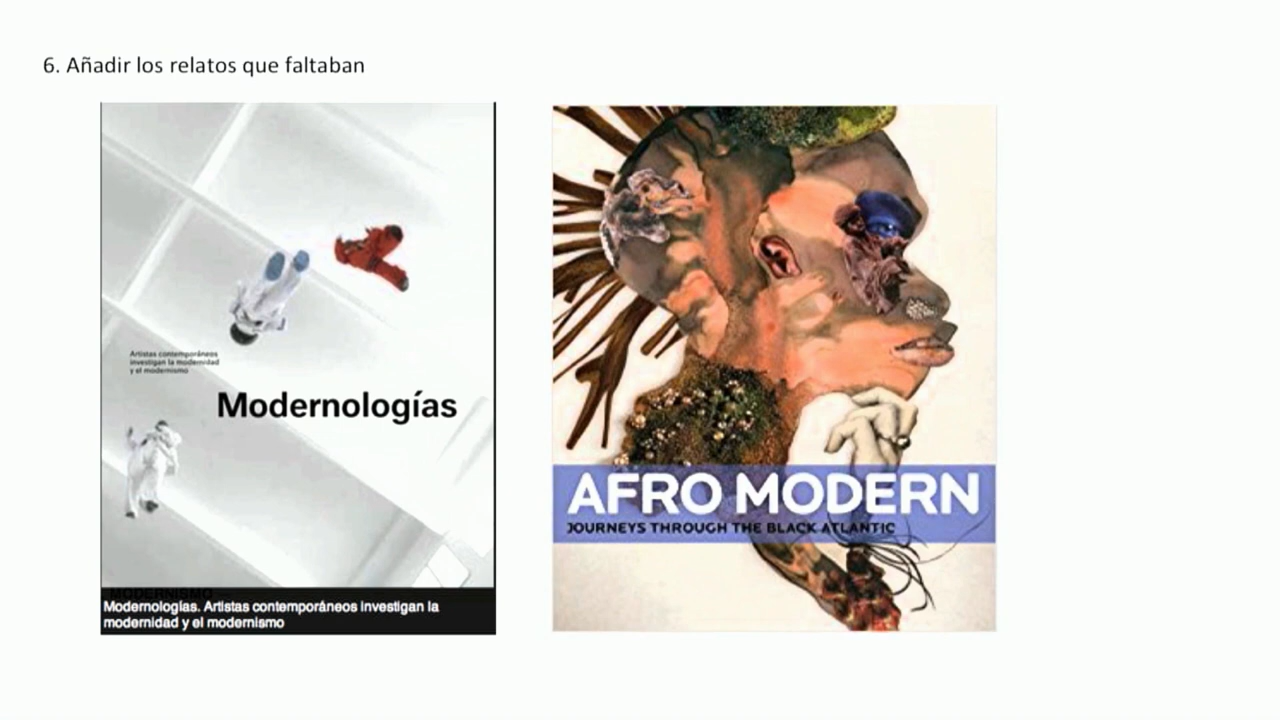 6. Añadir los relatos que faltaban
Artistas contemporáneos
investigan la modernidad
y el modernismo
Modernologías
MODERNISMO
Modernologías. Artistas contemporáneos investigan la
modernidad y el modernismo
AFRO MODERN
JOURNEYS THROUGH THE BLACK ATLANTIC